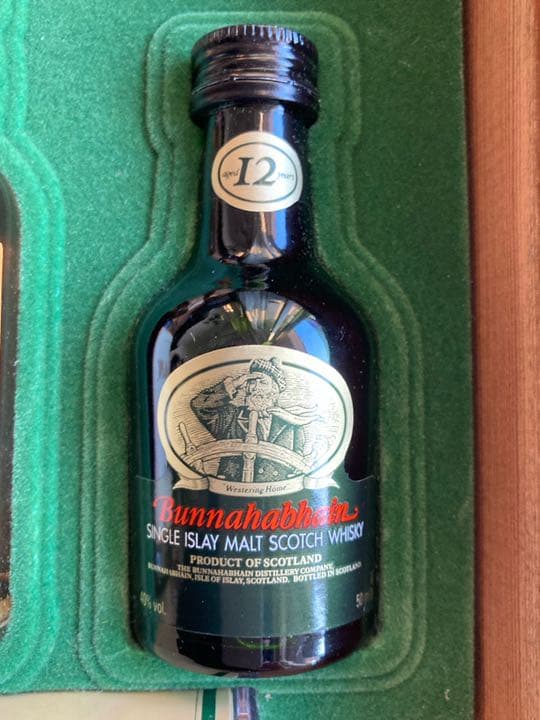 aged 12 years
Westering Home
Bunnahabhain
SINGLE ISLAY MALT SCOTCH WHISKY
PRODUCT OF SCOTLAND
THE BUNNAHABHAIN DISTILLERY COMPANY,
BUNNAHABHAIN, ISLE OF ISLAY, SCOTLAND. BOTTLED IN SCOTLAND
40% vol.